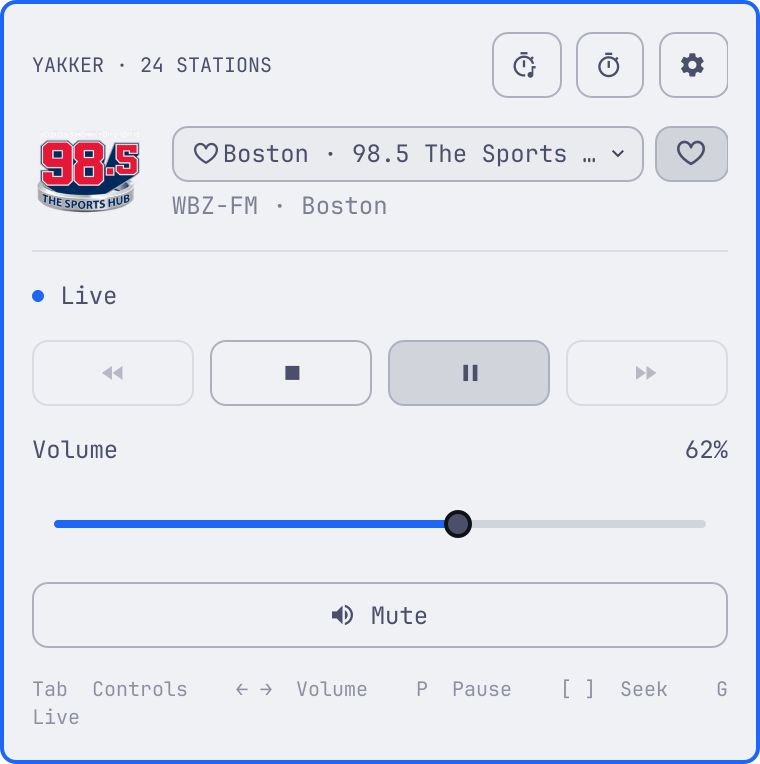 YAKKER · 24 STATIONS
98.5
THE SPORTS HUB
Boston · 98.5 The Sports …
WBZ-FM · Boston
Live
Volume 62%
Mute
Tab Controls ← → Volume P Pause [ ] Seek G
Live